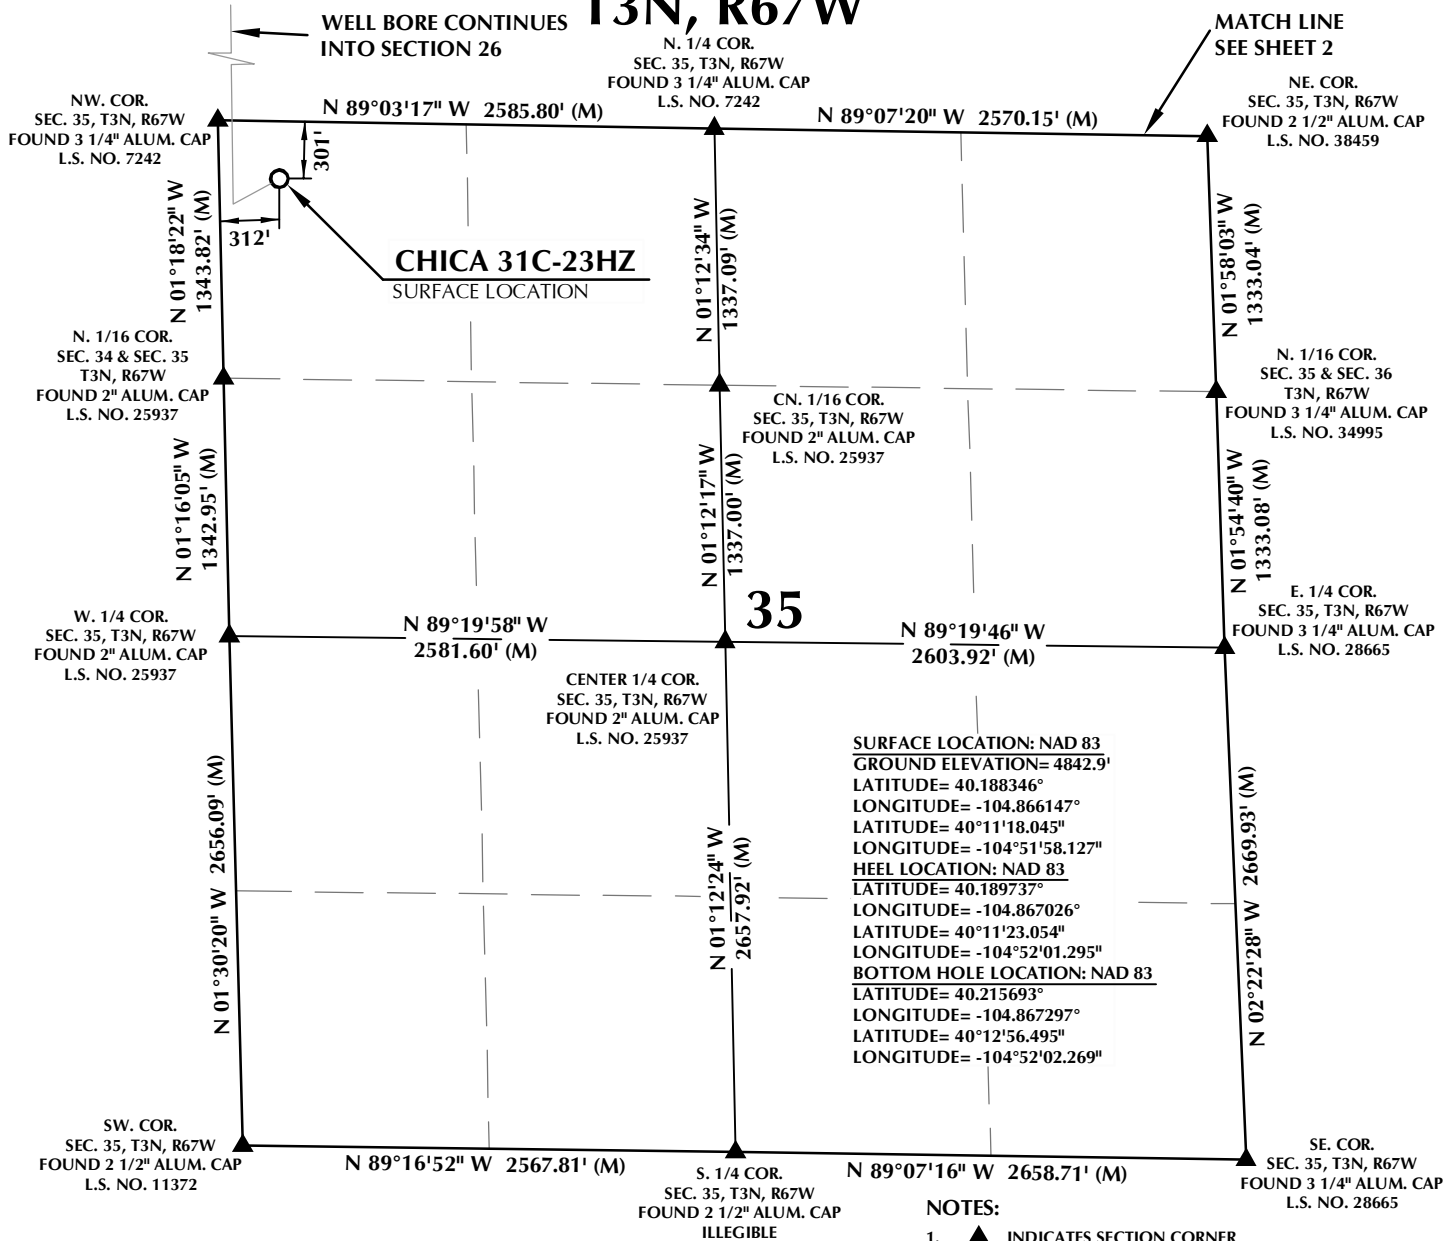 T3N, R67W
WELL BORE CONTINUES
INTO SECTION 26
MATCH LINE
SEE SHEET 2
N. 1/4 COR.
SEC. 35, T3N, R67W
FOUND 3 1/4" ALUM. CAP
L.S. NO. 7242
NW. COR.
SEC. 35, T3N, R67W
FOUND 3 1/4" ALUM. CAP
L.S. NO. 7242
NE. COR.
SEC. 35, T3N, R67W
FOUND 2 1/2" ALUM. CAP
L.S. NO. 38459
N 89°03'17" W 2585.80' (M)
N 89°07'20" W 2570.15' (M)
301'
312'
CHICA 31C-23HZ
SURFACE LOCATION
N 01°18'22" W
1343.82' (M)
N 01°12'34" W
1337.09' (M)
N 01°58'03" W
1333.04' (M)
N. 1/16 COR.
SEC. 34 & SEC. 35
T3N, R67W
FOUND 2" ALUM. CAP
L.S. NO. 25937
CN. 1/16 COR.
SEC. 35, T3N, R67W
FOUND 2" ALUM. CAP
L.S. NO. 25937
N. 1/16 COR.
SEC. 35 & SEC. 36
T3N, R67W
FOUND 3 1/4" ALUM. CAP
L.S. NO. 34995
N 01°16'05" W
1342.95' (M)
N 01°12'17" W
1337.00' (M)
N 01°54'40" W
1333.08' (M)
W. 1/4 COR.
SEC. 35, T3N, R67W
FOUND 2" ALUM. CAP
L.S. NO. 25937
N 89°19'58" W
2581.60' (M)
35
N 89°19'46" W
2603.92' (M)
E. 1/4 COR.
SEC. 35, T3N, R67W
FOUND 3 1/4" ALUM. CAP
L.S. NO. 28665
CENTER 1/4 COR.
SEC. 35, T3N, R67W
FOUND 2" ALUM. CAP
L.S. NO. 25937
SURFACE LOCATION: NAD 83
GROUND ELEVATION= 4842.9'
LATITUDE= 40.188346°
LONGITUDE= -104.866147°
LATITUDE= 40°11'18.045"
LONGITUDE= -104°51'58.127"
HEEL LOCATION: NAD 83
LATITUDE= 40.189737°
LONGITUDE= -104.867026°
LATITUDE= 40°11'23.054"
LONGITUDE= -104°52'01.295"
BOTTOM HOLE LOCATION: NAD 83
LATITUDE= 40.215693°
LONGITUDE= -104.867297°
LATITUDE= 40°12'56.495"
LONGITUDE= -104°52'02.269"
N 01°30'20" W 2656.09' (M)
N 01°12'24" W
2657.92' (M)
N 02°22'28" W 2669.93' (M)
SW. COR.
SEC. 35, T3N, R67W
FOUND 2 1/2" ALUM. CAP
L.S. NO. 11372
N 89°16'52" W 2567.81' (M)
S. 1/4 COR.
SEC. 35, T3N, R67W
FOUND 2 1/2" ALUM. CAP
ILLEGIBLE
N 89°07'16" W 2658.71' (M)
SE. COR.
SEC. 35, T3N, R67W
FOUND 3 1/4" ALUM. CAP
L.S. NO. 28665
NOTES:
1. INDICATES SECTION CORNER